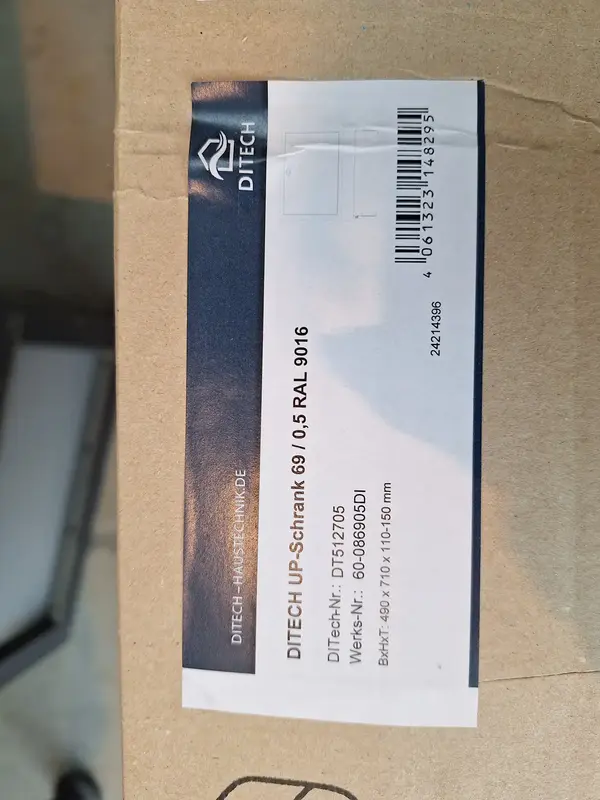 DITECH
DITECH – HAUSTECHNIK.DE
DITECH UP-Schrank 69 / 0,5 RAL 9016
DITech-Nr.: DT512705
Werks-Nr.: 60-086905DI
BxHxT: 490 x 710 x 110-150 mm
4 061323 148295
24214396